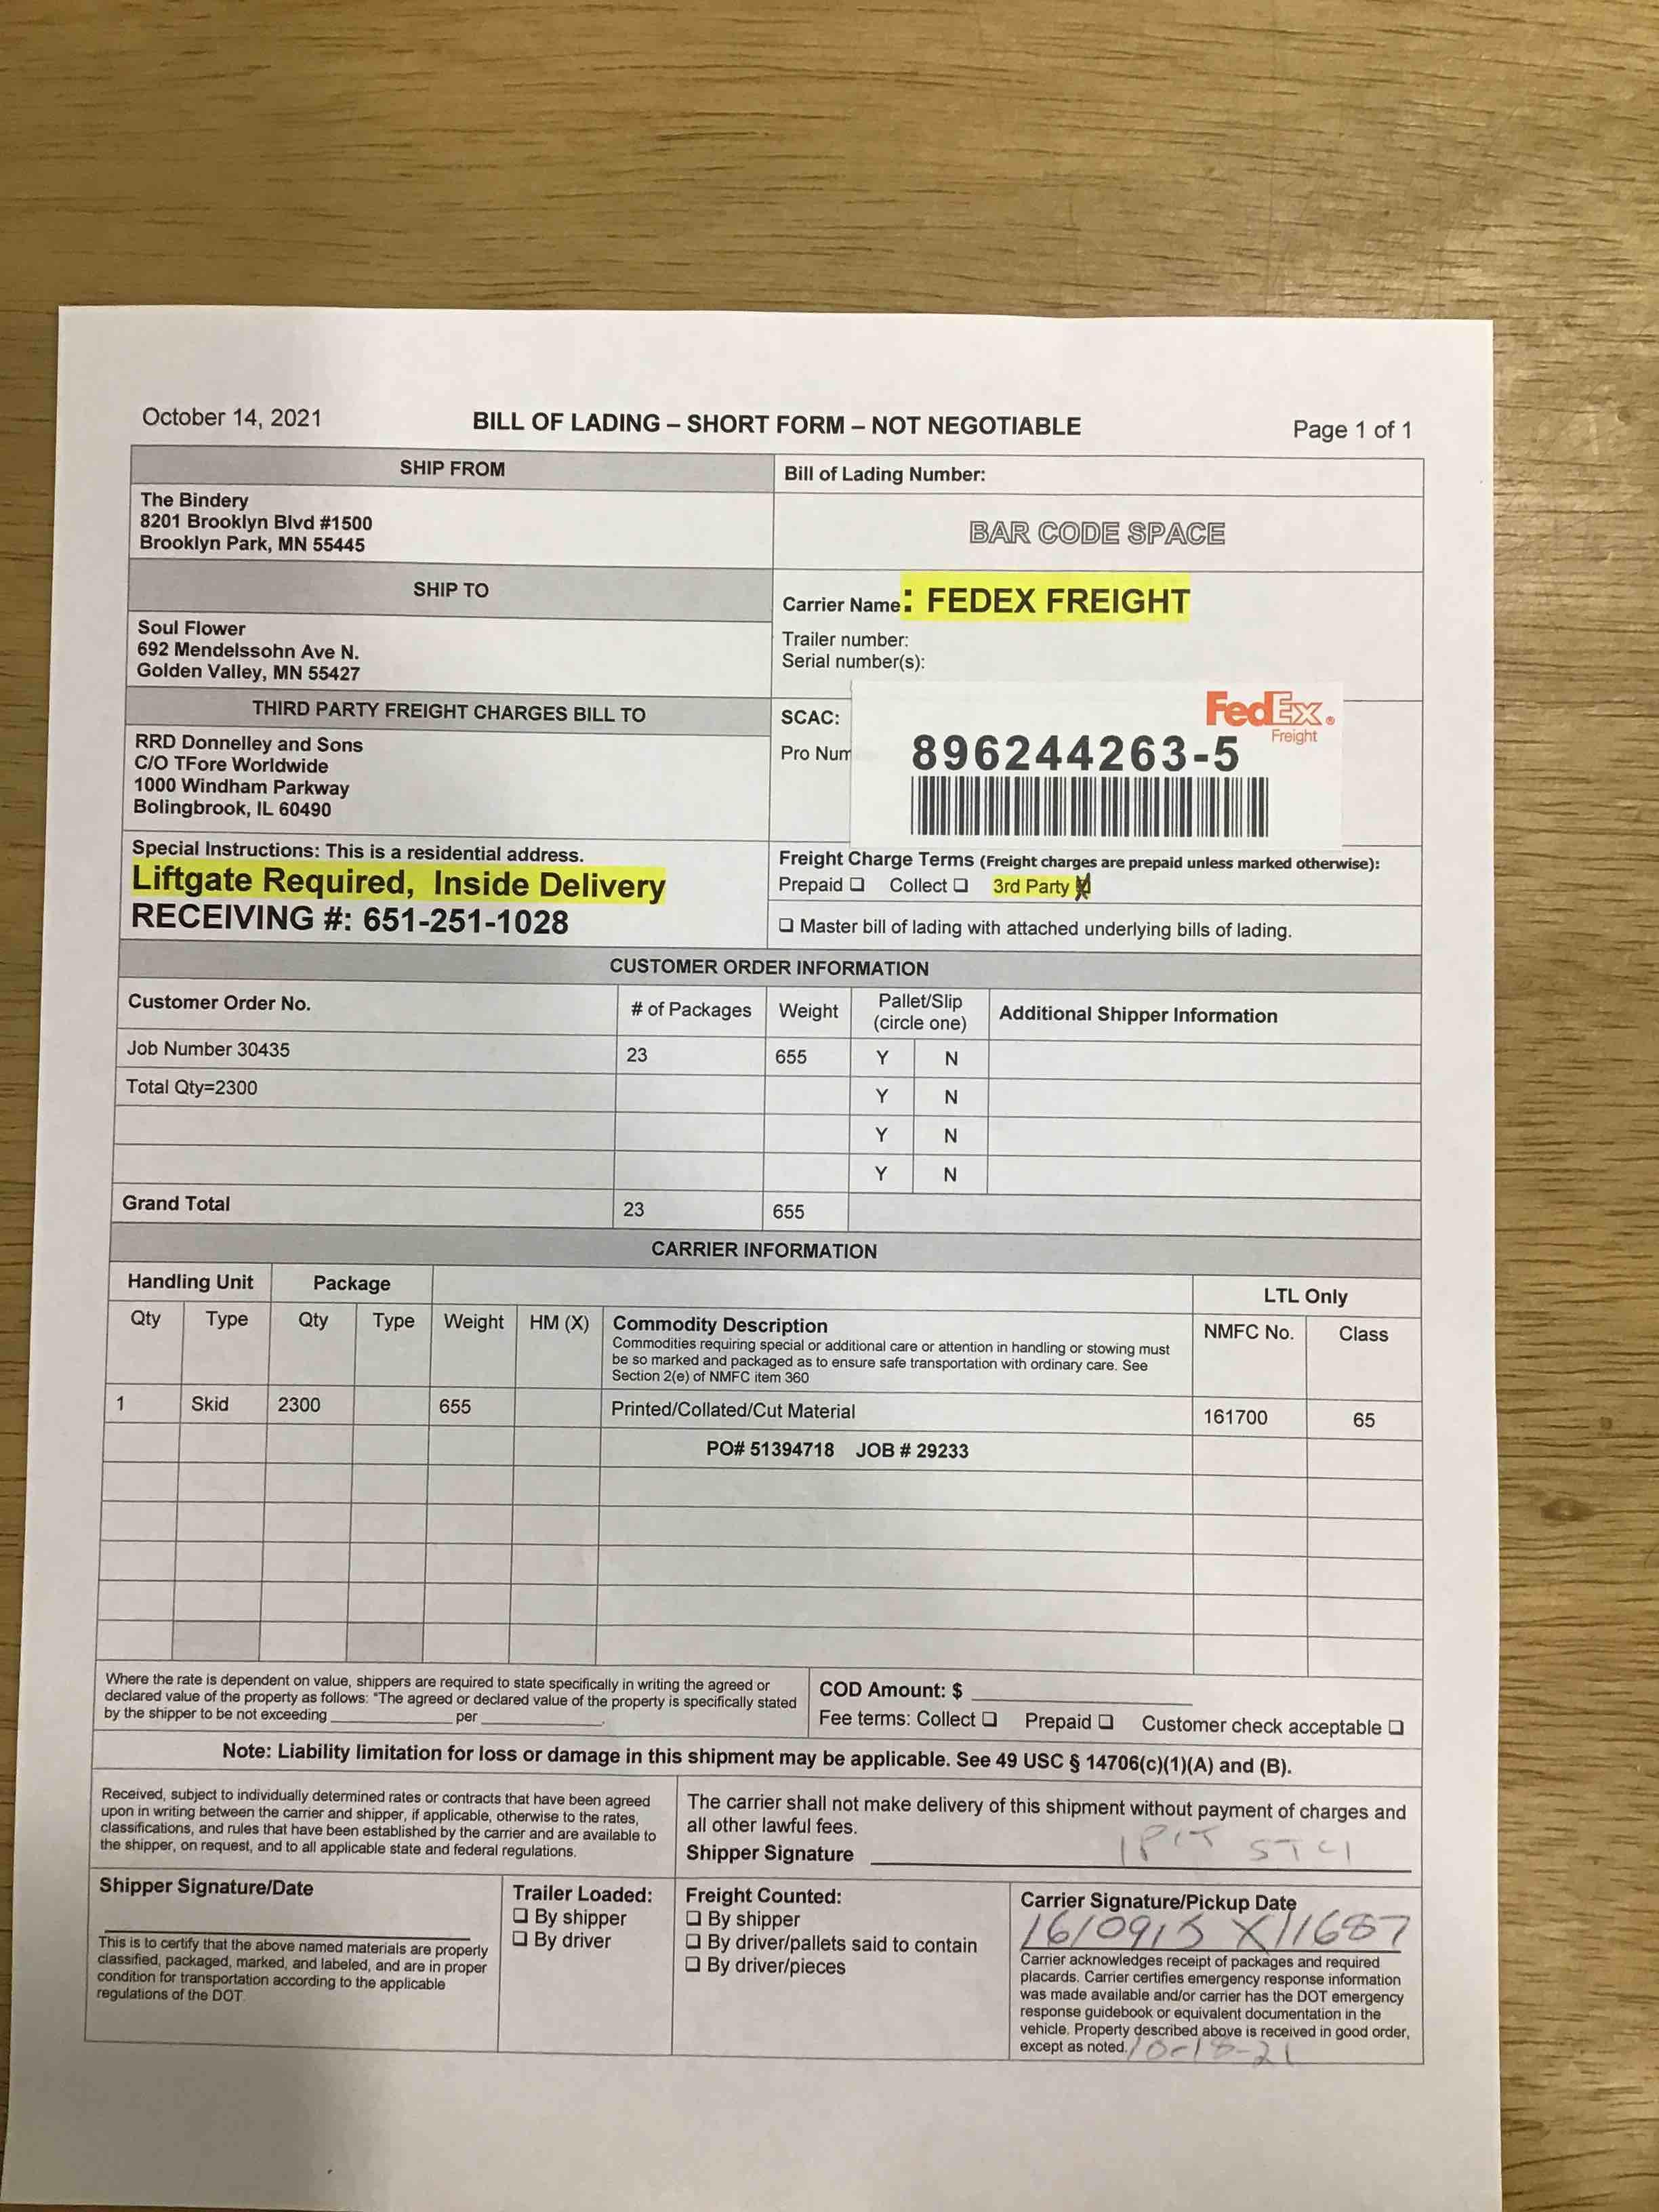 October 14, 2021 BILL OF LADING – SHORT FORM – NOT NEGOTIABLE Page 1 of 1
SHIP FROM
The Bindery
8201 Brooklyn Blvd #1500
Brooklyn Park, MN 55445
Bill of Lading Number:
BAR CODE SPACE
SHIP TO
Soul Flower
692 Mendelssohn Ave N.
Golden Valley, MN 55427
Carrier Name: FEDEX FREIGHT
Trailer number:
Serial number(s):
THIRD PARTY FREIGHT CHARGES BILL TO
RRD Donnelley and Sons
C/O TFore Worldwide
1000 Windham Parkway
Bolingbrook, IL 60490
SCAC:
Pro Num
FedEx®
Freight
896244263-5
Special Instructions: This is a residential address.
Liftgate Required, Inside Delivery
RECEIVING #: 651-251-1028
Freight Charge Terms (Freight charges are prepaid unless marked otherwise):
Prepaid ❑ Collect ❑ 3rd Party ☒
❑ Master bill of lading with attached underlying bills of lading.
CUSTOMER ORDER INFORMATION
Customer Order No. # of Packages Weight Pallet/Slip (circle one) Additional Shipper Information
Job Number 30435 23 655 Y N
Total Qty=2300 Y N
Y N
Y N
Grand Total 23 655
CARRIER INFORMATION
Handling Unit Package LTL Only
Qty Type Qty Type Weight HM (X) Commodity Description NMFC No. Class
Commodities requiring special or additional care or attention in handling or stowing must
be so marked and packaged as to ensure safe transportation with ordinary care. See
Section 2(e) of NMFC item 360
1 Skid 2300 655 Printed/Collated/Cut Material 161700 65
PO# 51394718 JOB # 29233
Where the rate is dependent on value, shippers are required to state specifically in writing the agreed or
declared value of the property as follows: "The agreed or declared value of the property is specifically stated
by the shipper to be not exceeding ____________ per ____________.
COD Amount: $ ____________
Fee terms: Collect ❑ Prepaid ❑ Customer check acceptable ❑
Note: Liability limitation for loss or damage in this shipment may be applicable. See 49 USC § 14706(c)(1)(A) and (B).
Received, subject to individually determined rates or contracts that have been agreed
upon in writing between the carrier and shipper, if applicable, otherwise to the rates,
classifications, and rules that have been established by the carrier and are available to
the shipper, on request, and to all applicable state and federal regulations.
The carrier shall not make delivery of this shipment without payment of charges and
all other lawful fees.
Shipper Signature
Shipper Signature/Date
This is to certify that the above named materials are properly
classified, packaged, marked, and labeled, and are in proper
condition for transportation according to the applicable
regulations of the DOT.
Trailer Loaded:
❑ By shipper
❑ By driver
Freight Counted:
❑ By shipper
❑ By driver/pallets said to contain
❑ By driver/pieces
Carrier Signature/Pickup Date
Carrier acknowledges receipt of packages and required
placards. Carrier certifies emergency response information
was made available and/or carrier has the DOT emergency
response guidebook or equivalent documentation in the
vehicle. Property described above is received in good order,
except as noted. 10-18-21